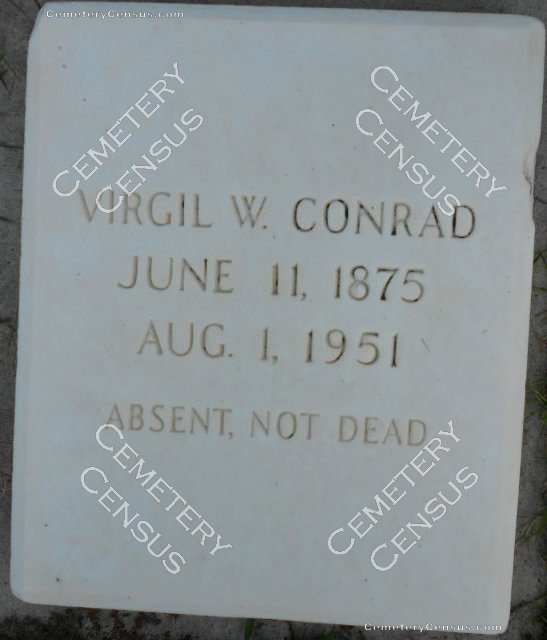 CemeteryCensus.com
Cemetery Census
Cemetery Census
VIRGIL W. CONRAD
JUNE 11, 1875
AUG. 1, 1951
ABSENT, NOT DEAD
Cemetery Census
Cemetery Census
CemeteryCensus.com